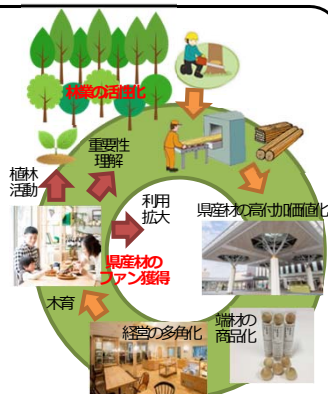 林業の活性化
重要性
理解
植林
活動
利用
拡大
県産材の高付加価値化
県産材の
ファン獲得
木育
経営の多角化
端材の
商品化